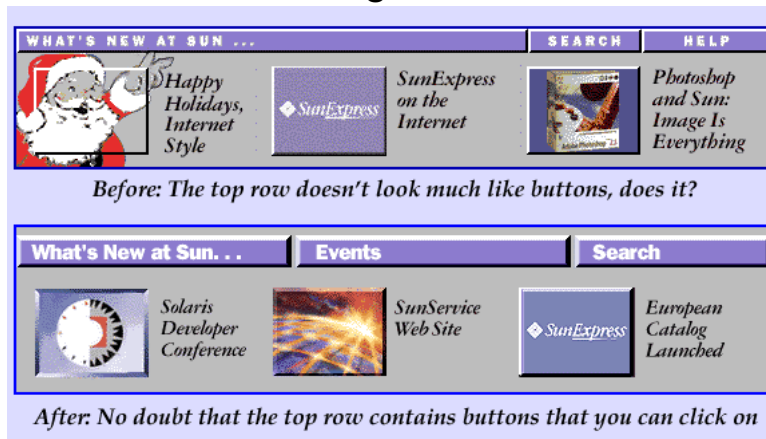 WHAT'S NEW AT SUN ... SEARCH HELP
Happy
Holidays,
Internet
Style
SunExpress
SunExpress
on the
Internet
Photoshop
and Sun:
Image Is
Everything
Before: The top row doesn't look much like buttons, does it?
What's New at Sun. . . Events Search
Solaris
Developer
Conference
SunService
Web Site
SunExpress
European
Catalog
Launched
After: No doubt that the top row contains buttons that you can click on